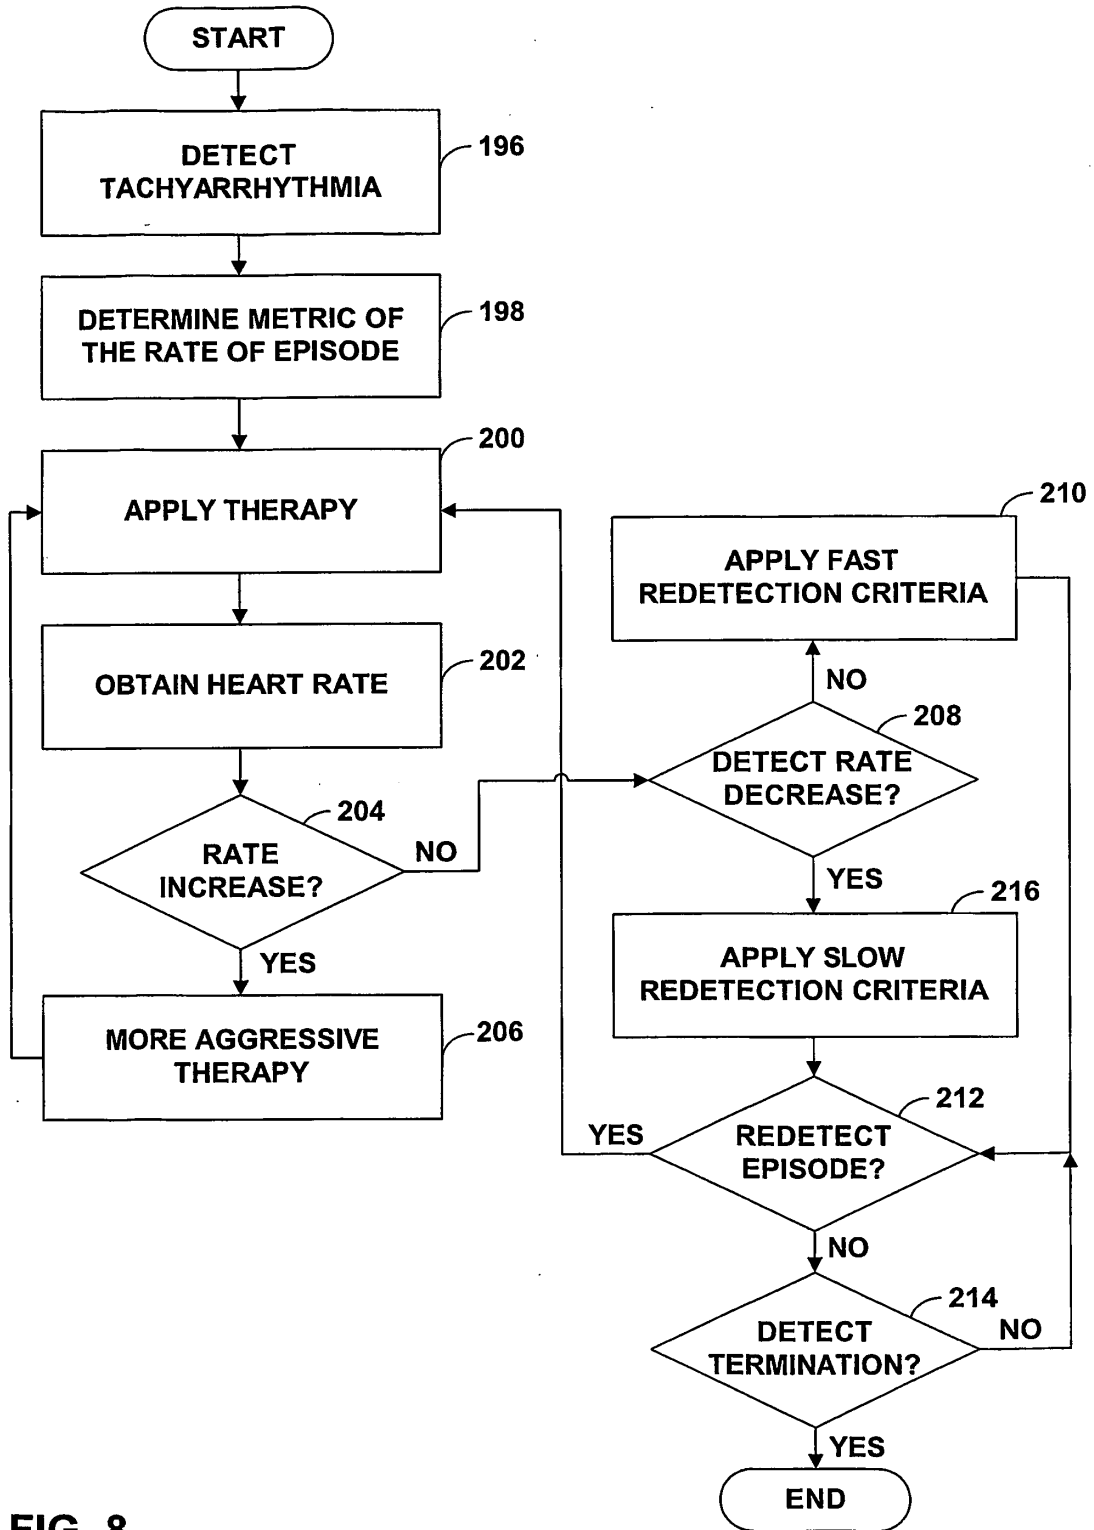 START
DETECT
TACHYARRHYTHMIA
196
DETERMINE METRIC OF
THE RATE OF EPISODE
198
APPLY THERAPY
200
OBTAIN HEART RATE
202
RATE
INCREASE?
204
NO
YES
MORE AGGRESSIVE
THERAPY
206
210
APPLY FAST
REDETECTION CRITERIA
NO
208
DETECT RATE
DECREASE?
YES
216
APPLY SLOW
REDETECTION CRITERIA
212
YES
REDETECT
EPISODE?
NO
214
DETECT
TERMINATION?
NO
YES
END
FIG. 8